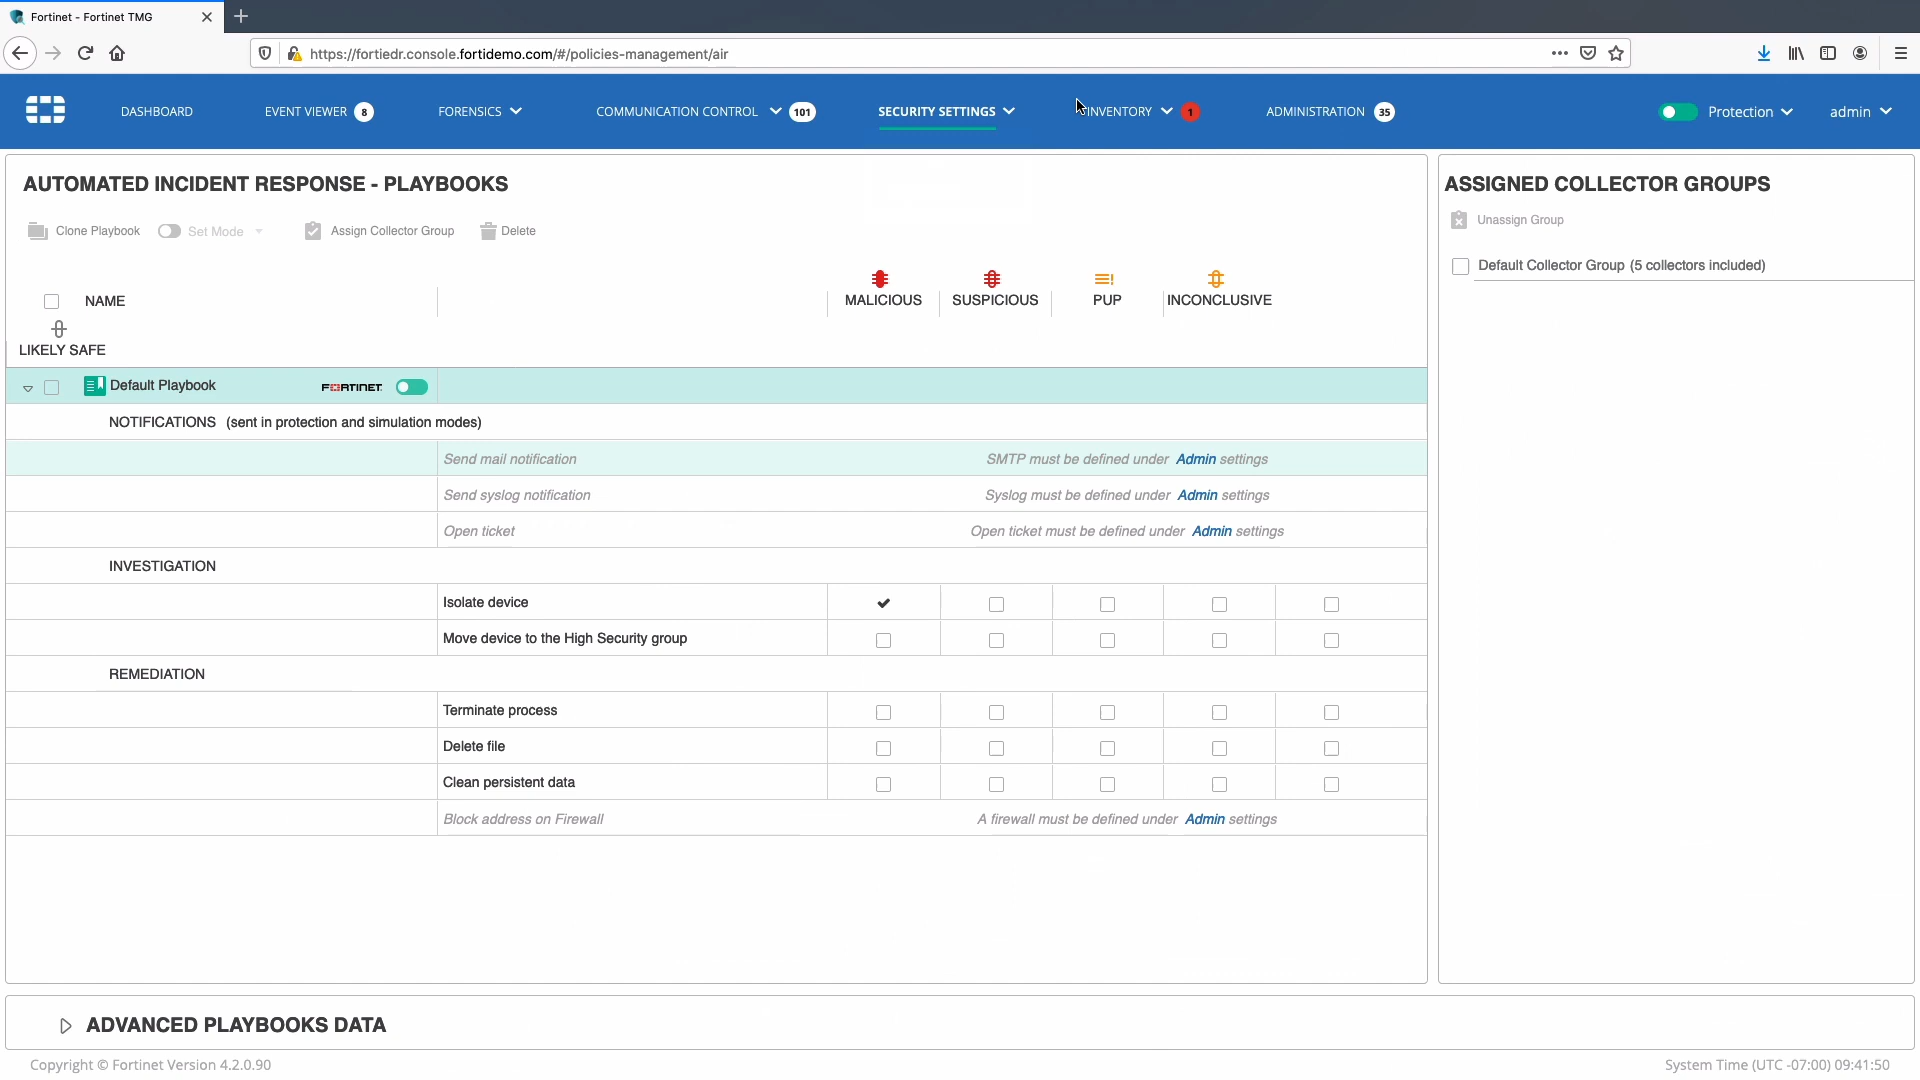 Fortinet - Fortinet TMG
https://fortiedr.console.fortidemo.com/#/policies-management/air
DASHBOARD
EVENT VIEWER 8
FORENSICS
COMMUNICATION CONTROL 101
SECURITY SETTINGS
INVENTORY 1
ADMINISTRATION 35
Protection
admin
AUTOMATED INCIDENT RESPONSE - PLAYBOOKS
Clone Playbook
Set Mode
Assign Collector Group
Delete
NAME
MALICIOUS
SUSPICIOUS
PUP
INCONCLUSIVE
LIKELY SAFE
Default Playbook
FORTINET
NOTIFICATIONS (sent in protection and simulation modes)
Send mail notification
SMTP must be defined under Admin settings
Send syslog notification
Syslog must be defined under Admin settings
Open ticket
Open ticket must be defined under Admin settings
INVESTIGATION
Isolate device
Move device to the High Security group
REMEDIATION
Terminate process
Delete file
Clean persistent data
Block address on Firewall
A firewall must be defined under Admin settings
ASSIGNED COLLECTOR GROUPS
Unassign Group
Default Collector Group (5 collectors included)
ADVANCED PLAYBOOKS DATA
Copyright © Fortinet Version 4.2.0.90
System Time (UTC -07:00) 09:41:50